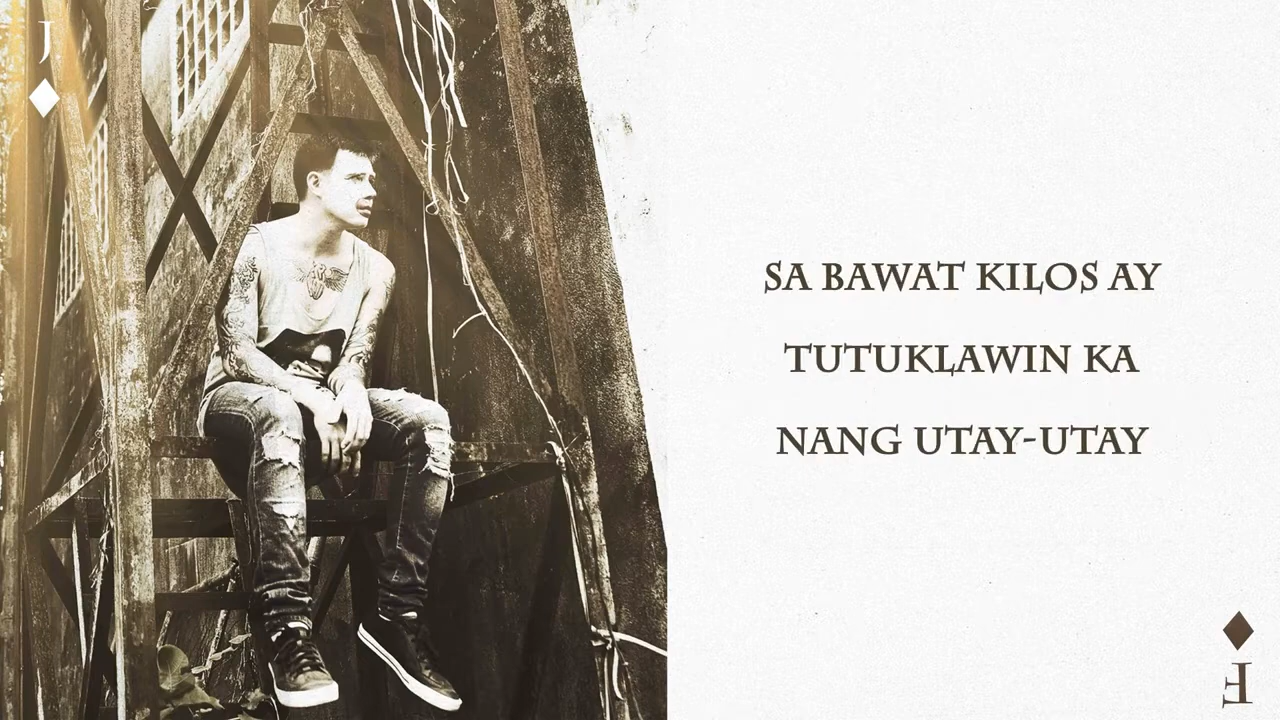 J
SA BAWAT KILOS AY
TUTUKLAWIN KA
NANG UTAY-UTAY
F